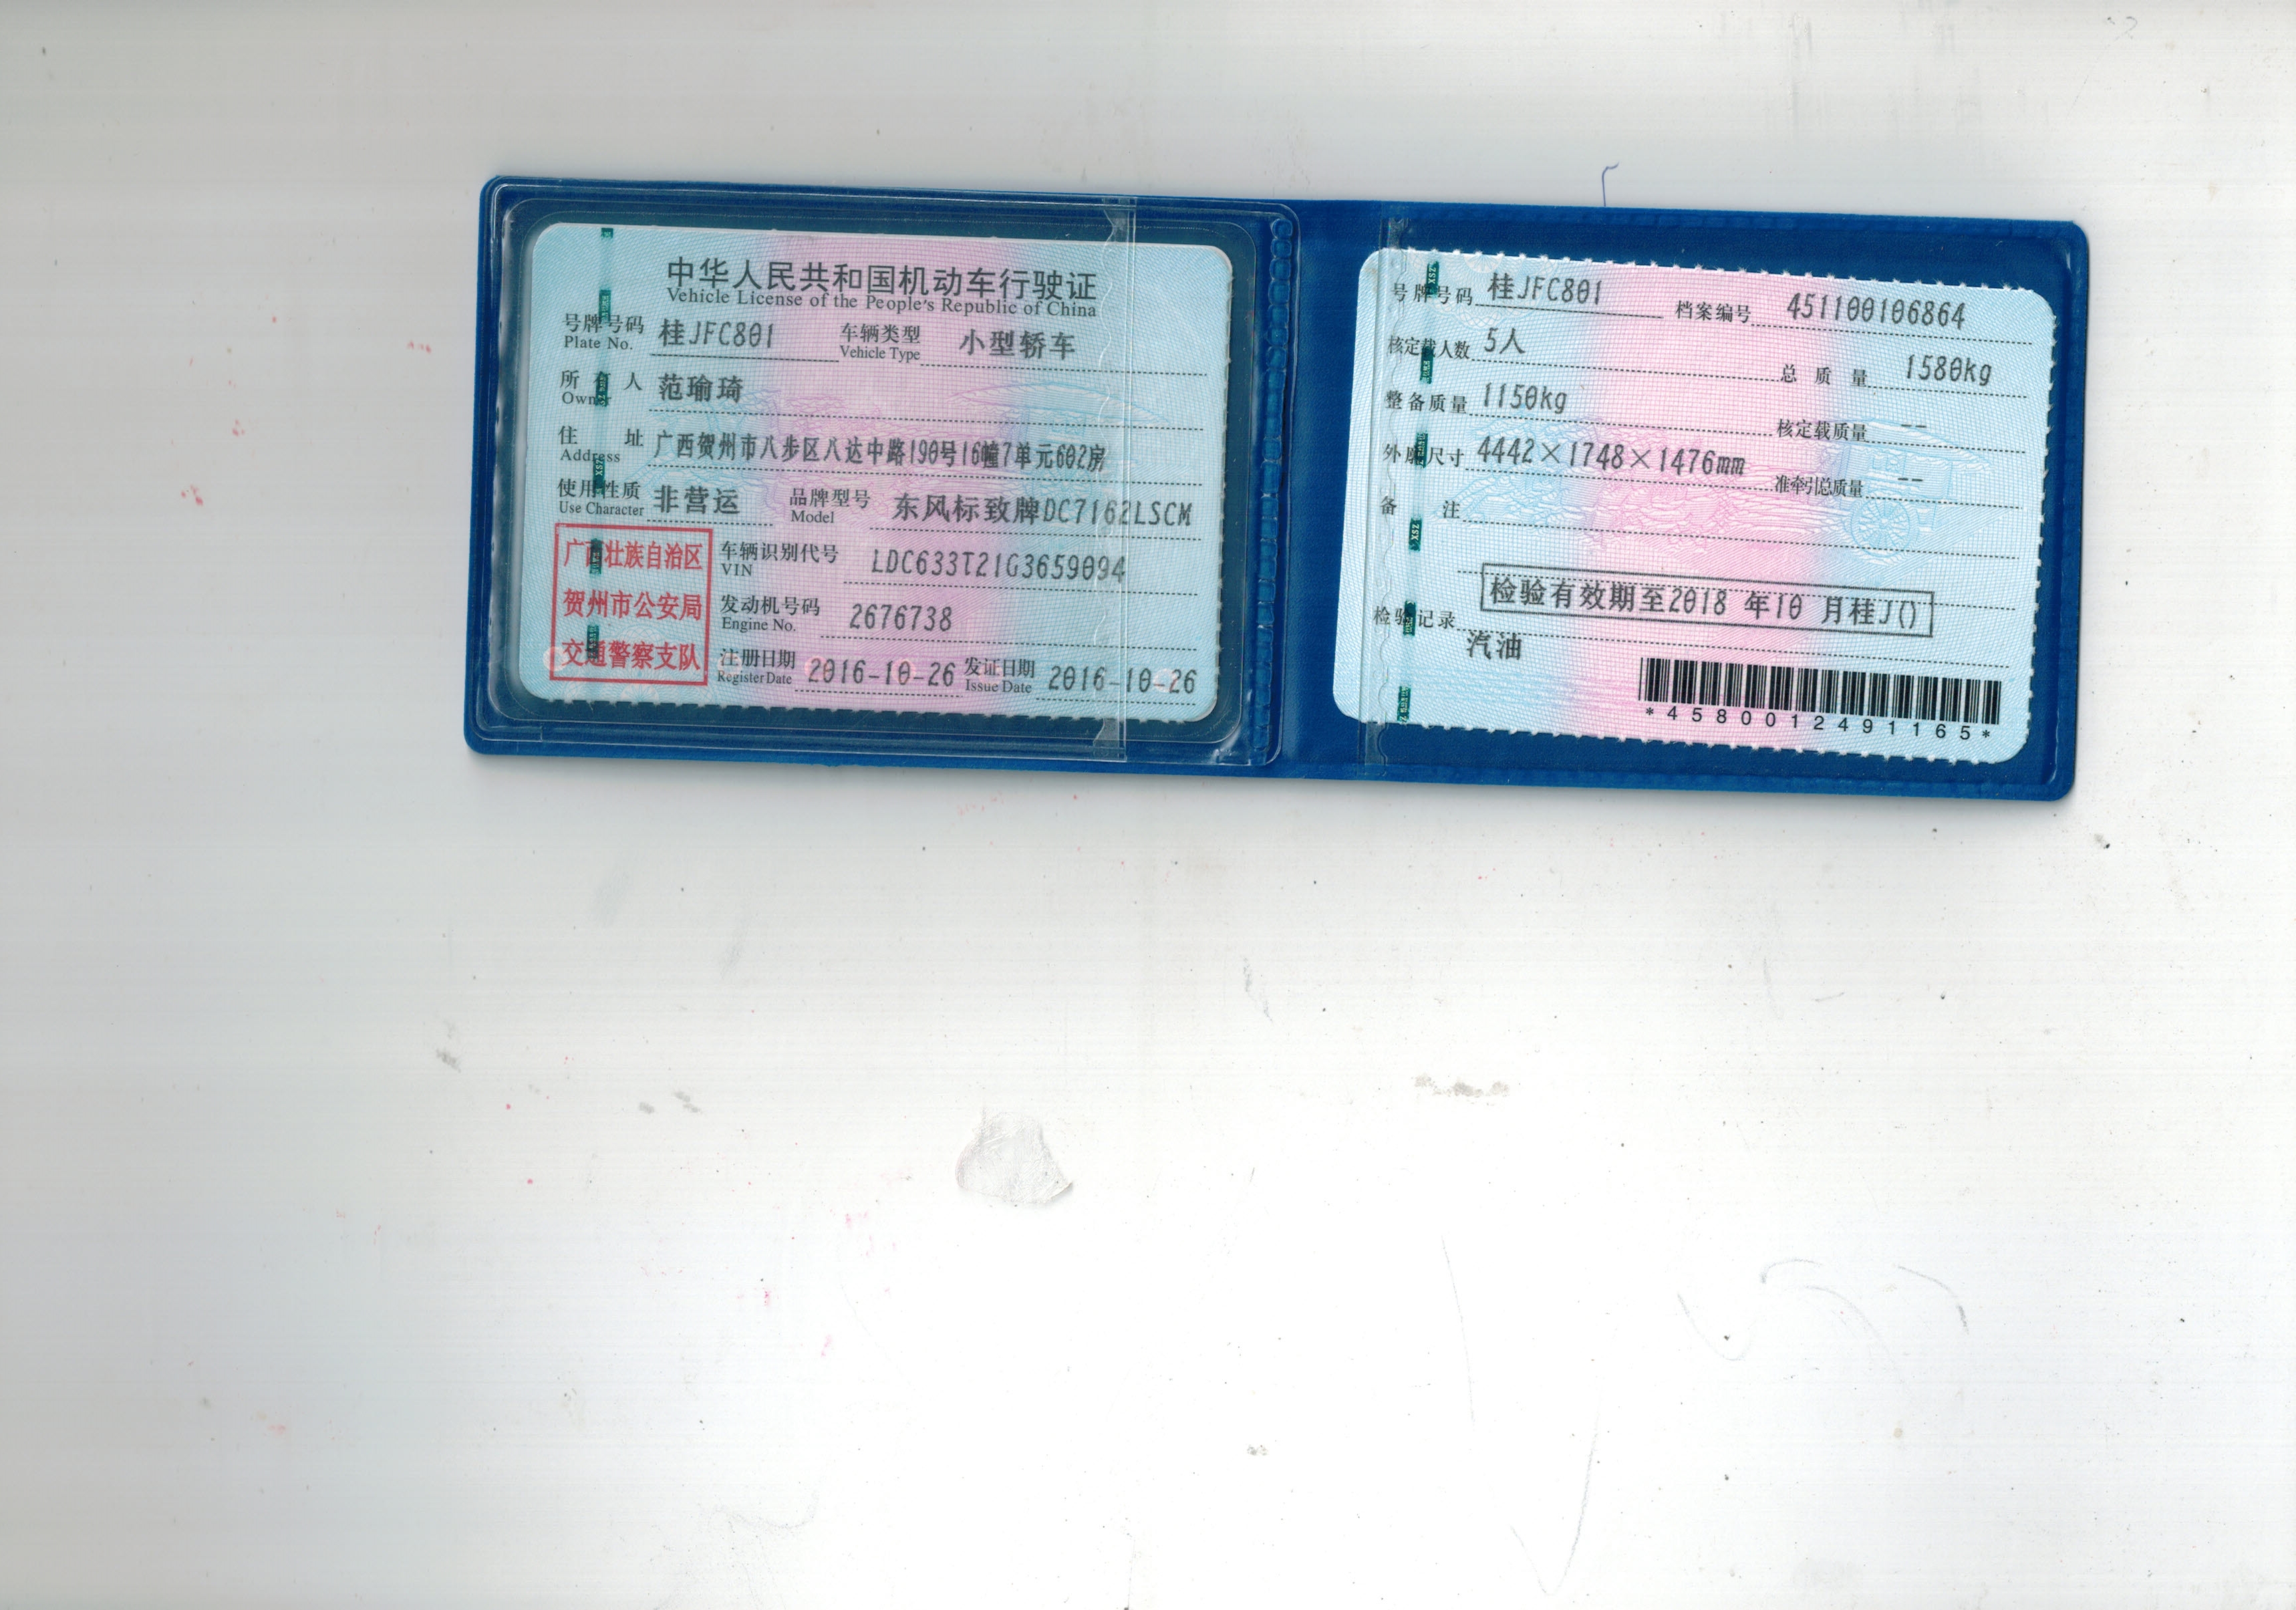 中华人民共和国机动车行驶证
Vehicle License of the People's Republic of China
号牌号码 桂JFC801 车辆类型 小型轿车
Plate No. Vehicle Type
所有人 范瑜琦
Owner
住址 广西贺州市八步区八达中路190号16幢7单元602房
Address
使用性质 非营运 品牌型号 东风标致牌DC7162LSCM
Use Character Model
广西壮族自治区
贺州市公安局
交通警察支队
车辆识别代号 LDC633T21G3659094
VIN
发动机号码 2676738
Engine No.
注册日期 2016-10-26 发证日期 2016-10-26
Register Date Issue Date
号牌号码 桂JFC801 档案编号 451100106864
核定载人数 5人 总质量 1580kg
整备质量 1150kg 核定载质量 --
外廓尺寸 4442×1748×1476mm 准牵引总质量 --
备注
检验有效期至2018 年10 月桂J()
检验记录
汽油
*4580012491165*